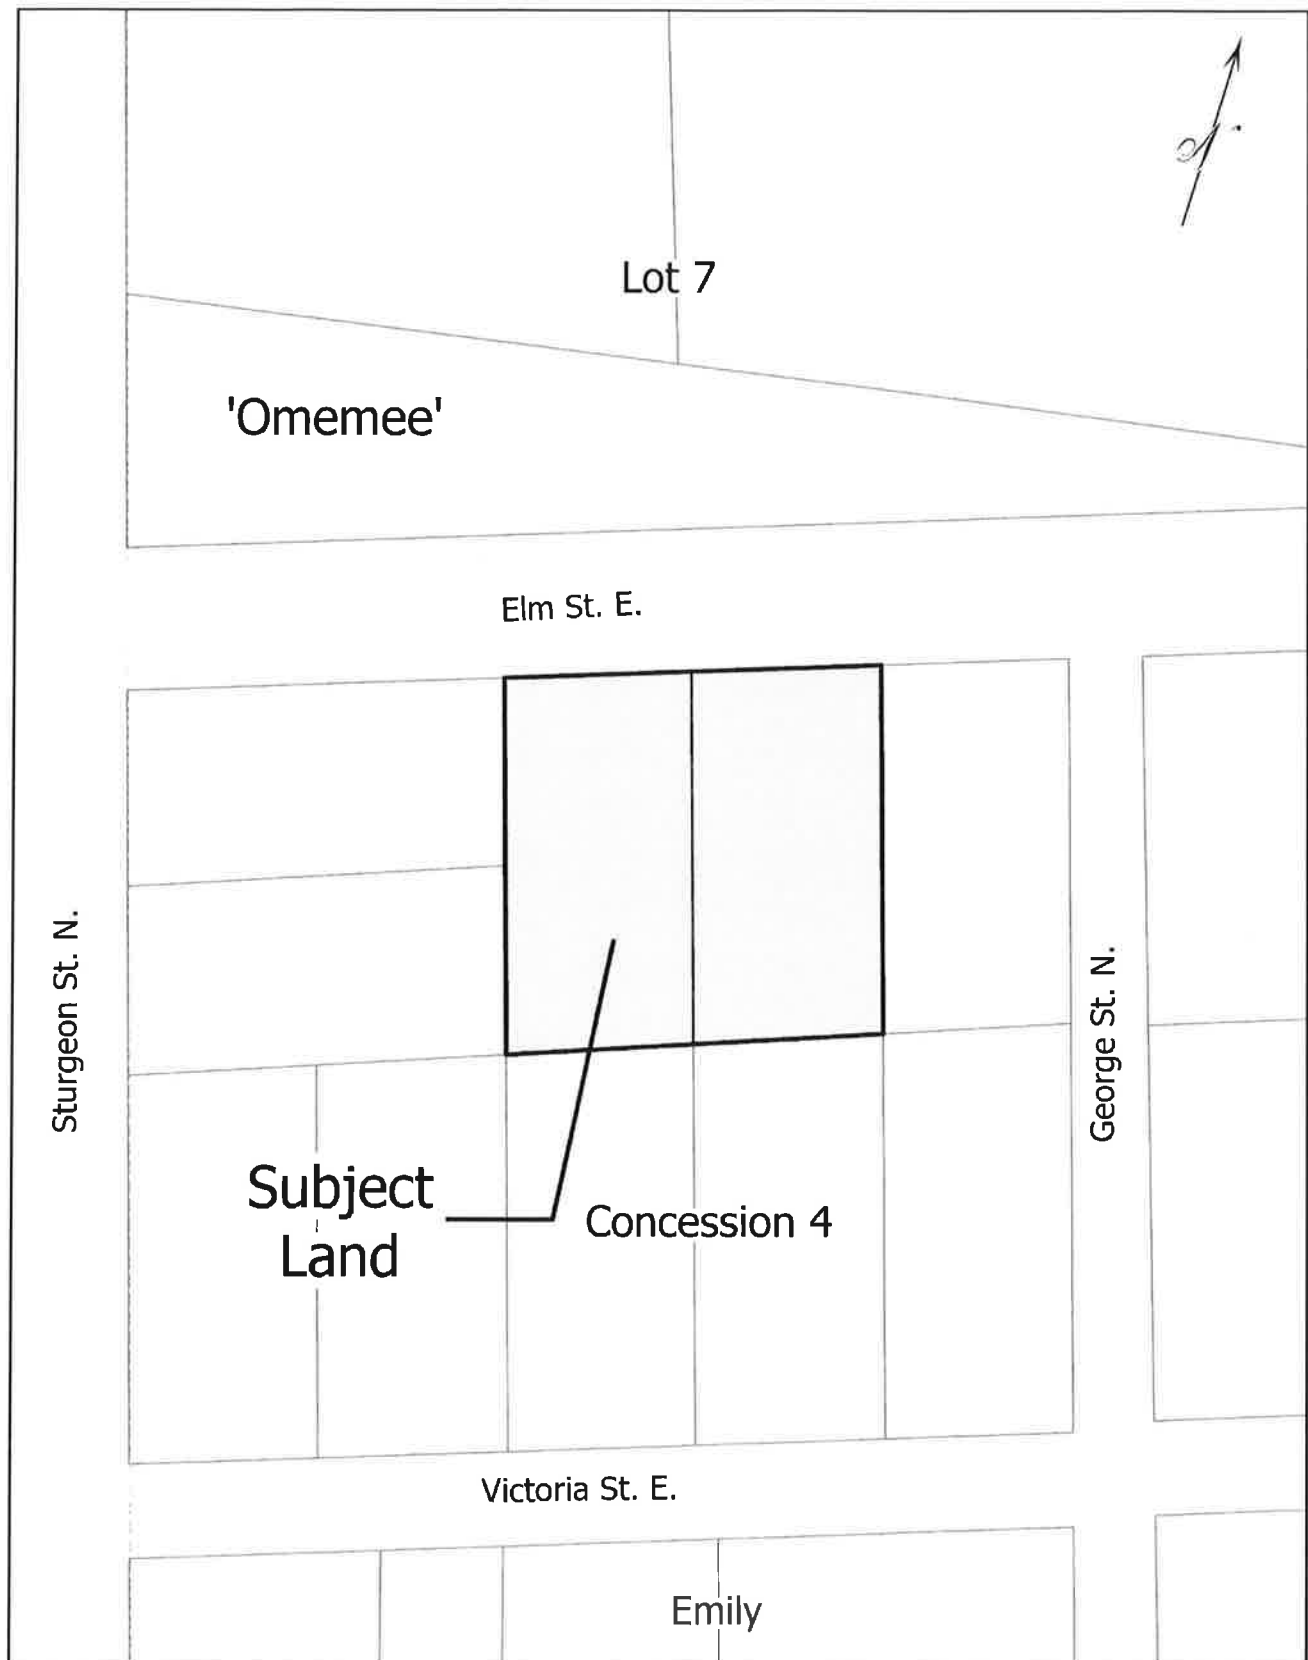 Lot 7
'Omemee'
Elm St. E.
Sturgeon St. N.
George St. N.
Subject
Land
Concession 4
Victoria St. E.
Emily